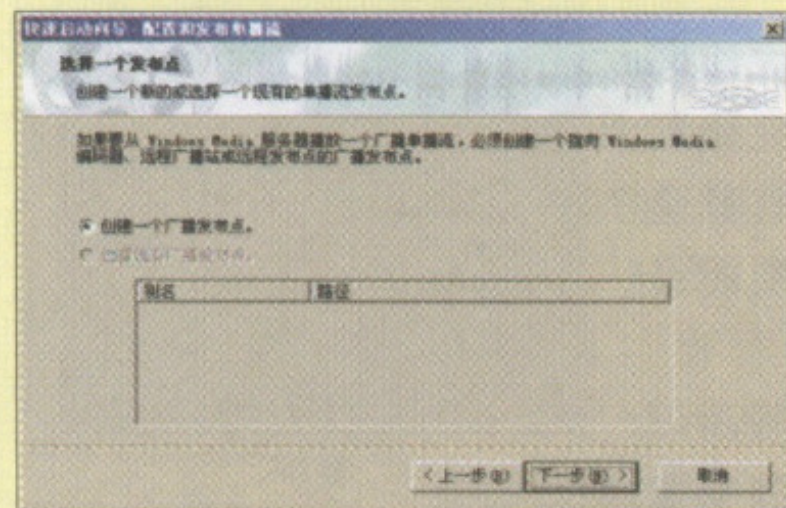 快速启动向导 - 配置和发布单播流
选择一个发布点
创建一个新的或选择一个现有的单播流发布点。
如果要从 Windows Media 服务器播放一个广播单播流，必须创建一个指向 Windows Media
编码器、远程广播站或远程发布点的广播发布点。
创建一个广播发布点。
广播发布点。
别名 路径
< 上一步(B) 下一步(N) > 取消